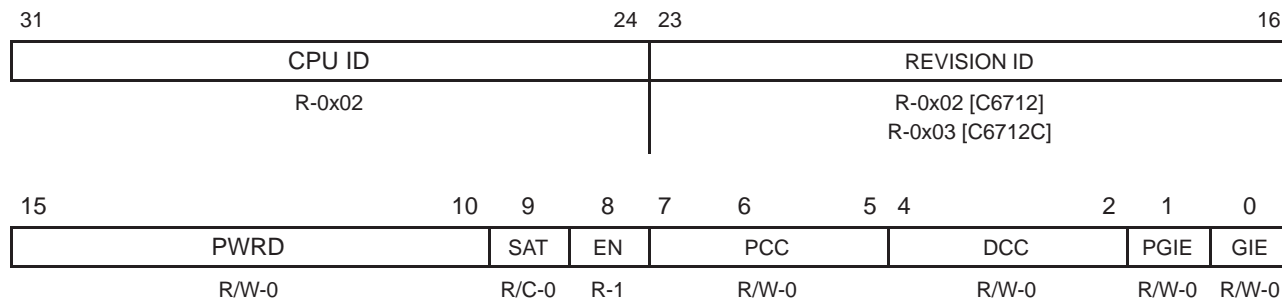 31 24 23 16
CPU ID REVISION ID
R-0x02 R-0x02 [C6712]
R-0x03 [C6712C]
15 10 9 8 7 6 5 4 2 1 0
PWRD SAT EN PCC DCC PGIE GIE
R/W-0 R/C-0 R-1 R/W-0 R/W-0 R/W-0 R/W-0